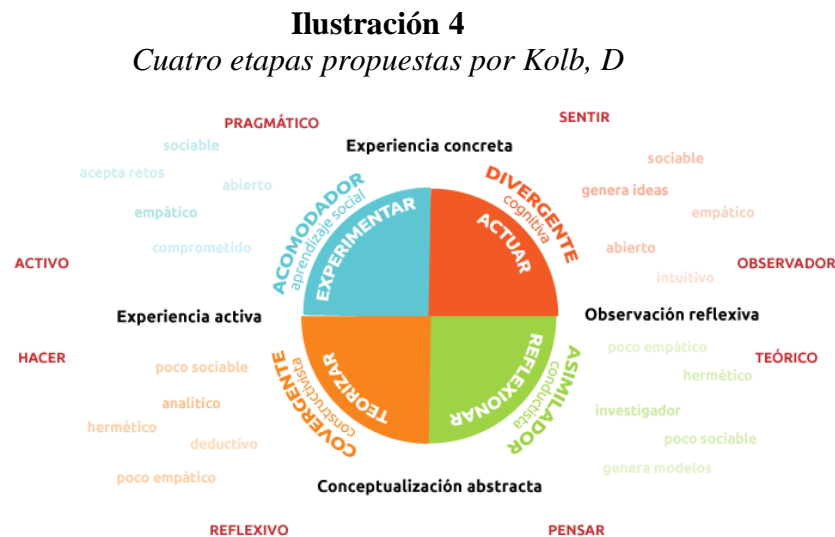 Ilustración 4
Cuatro etapas propuestas por Kolb, D
PRAGMÁTICO
SENTIR
Experiencia concreta
sociable
acepta retos
abierto
empático
comprometido
ACOMODADOR
aprendizaje social
EXPERIMENTAR
DIVERGENTE
cognitiva
ACTUAR
sociable
genera ideas
empático
abierto
intuitivo
ACTIVO
OBSERVADOR
Experiencia activa
Observación reflexiva
HACER
TEÓRICO
poco sociable
analítico
hermético
deductivo
poco empático
COVERGENTE
constructivista
TEORIZAR
REFLEXIONAR
ASIMILADOR
conductista
poco empático
hermético
investigador
poco sociable
genera modelos
Conceptualización abstracta
REFLEXIVO
PENSAR